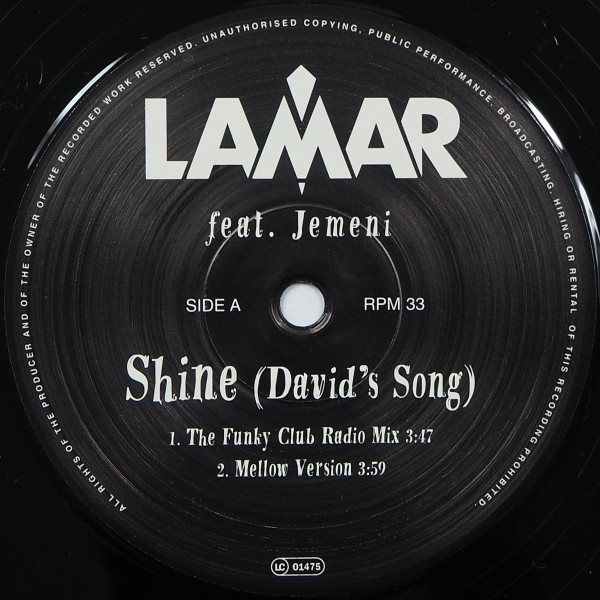 ALL RIGHTS OF THE PRODUCER AND OF THE OWNER OF THE RECORDED WORK RESERVED. UNAUTHORISED COPYING, PUBLIC PERFORMANCE, BROADCASTING, HIRING OR RENTAL OF THIS RECORDING PROHIBITED.
LAMAR
feat. Jemeni
SIDE A RPM 33
Shine (David's Song)
1. The Funky Club Radio Mix 3:47
2. Mellow Version 3:59
LC 01475